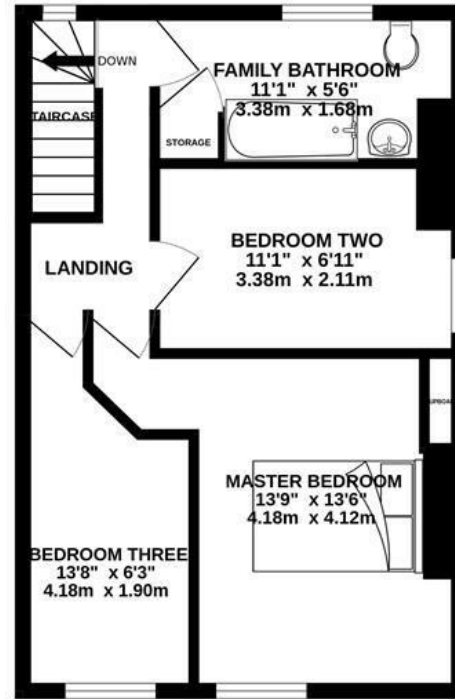 DOWN
FAMILY BATHROOM
11'1" x 5'6"
3.38m x 1.68m
TAIRCASE
STORAGE
BEDROOM TWO
11'1" x 6'11"
3.38m x 2.11m
LANDING
UPBOA
MASTER BEDROOM
13'9" x 13'6"
4.18m x 4.12m
BEDROOM THREE
13'8" x 6'3"
4.18m x 1.90m